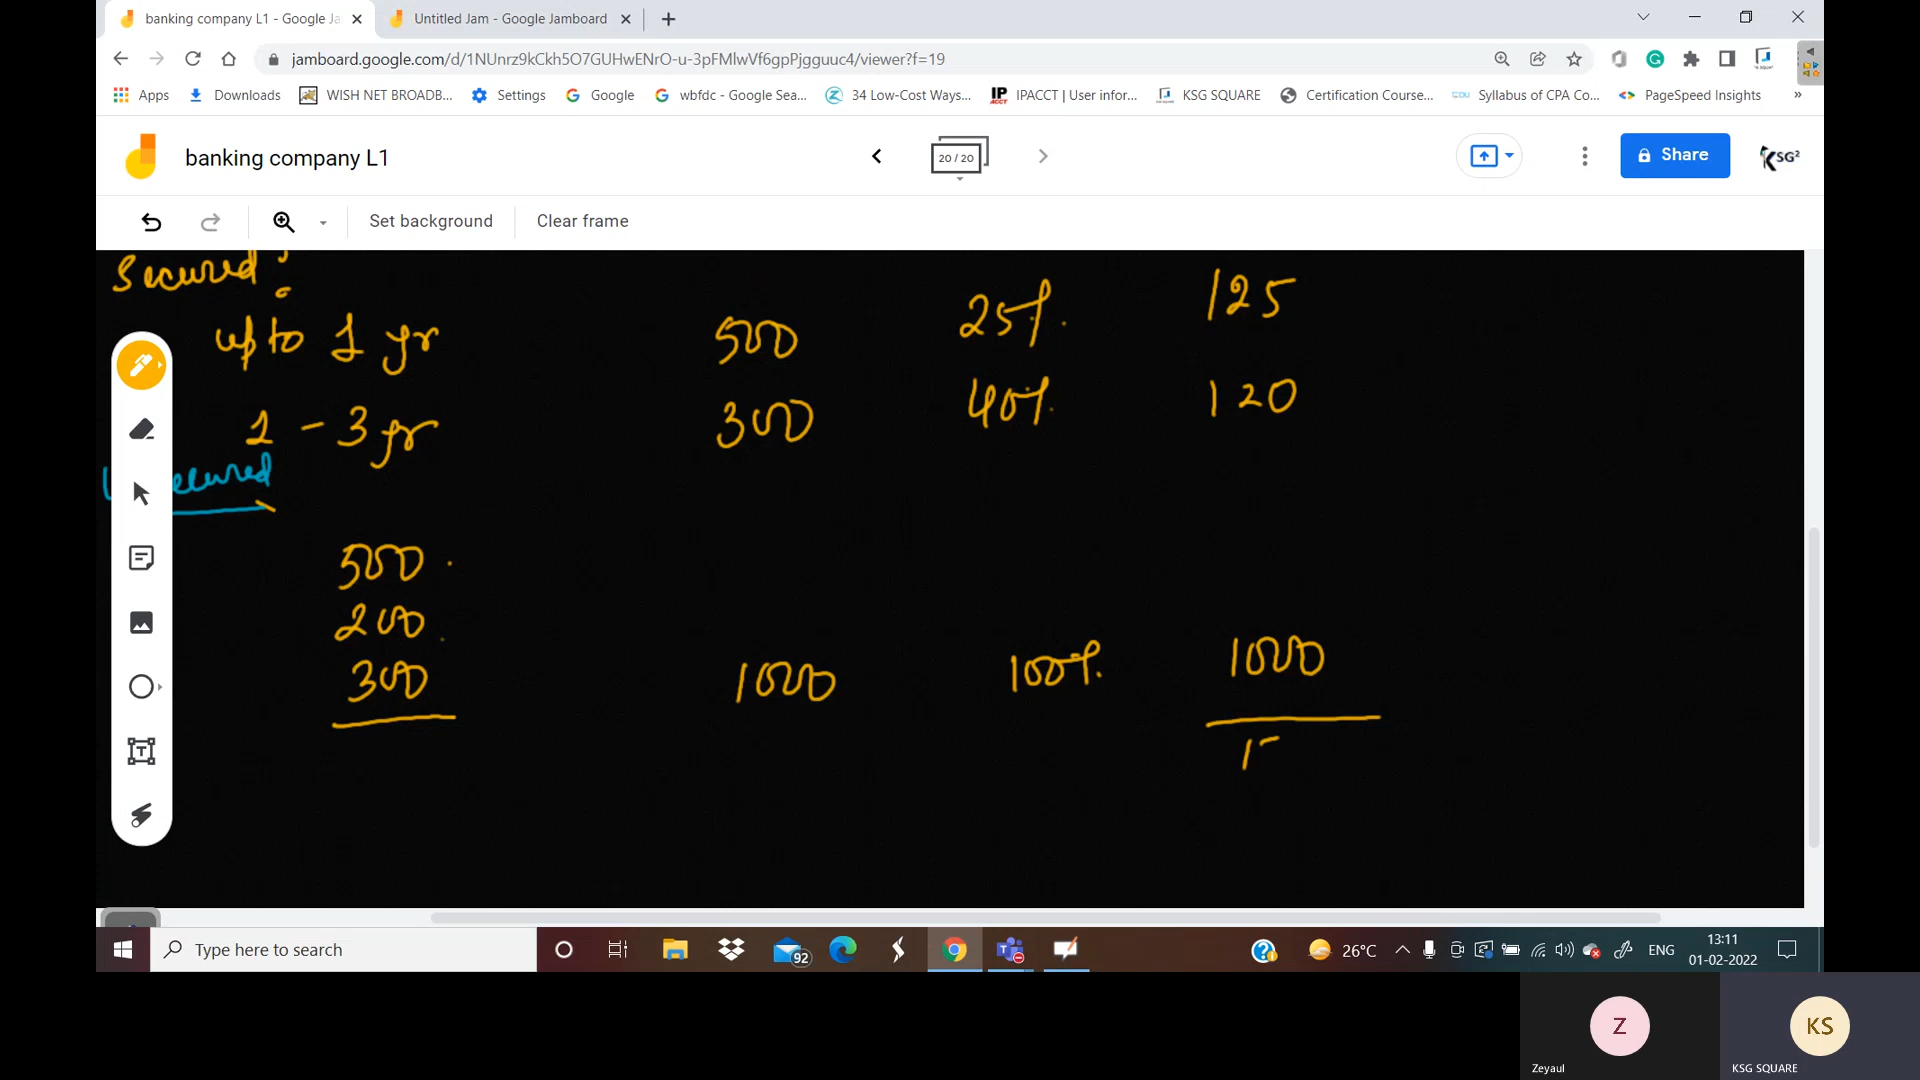 banking company L1 - Google Ja
Untitled Jam - Google Jamboard
jamboard.google.com/d/1NUnrz9kCkh5O7GUHwENrO-u-3pFMlwVf6gpPjgguuc4/viewer?f=19
Apps Downloads WISH NET BROADB... Settings Google wbfdc - Google Sea... 34 Low-Cost Ways... IPACCT | User infor... KSG SQUARE Certification Course... Syllabus of CPA Co... PageSpeed Insights »
banking company L1
20 / 20
Share
KSG²
Set background Clear frame
Secured:
125
upto 1 yr 500 25%.
1 - 3 yr 300 40%. 120
ecured
500
200
300 1000 100%. 1000
Type here to search
92
26°C
ENG
13:11
01-02-2022
Z
KS
Zeyaul
KSG SQUARE